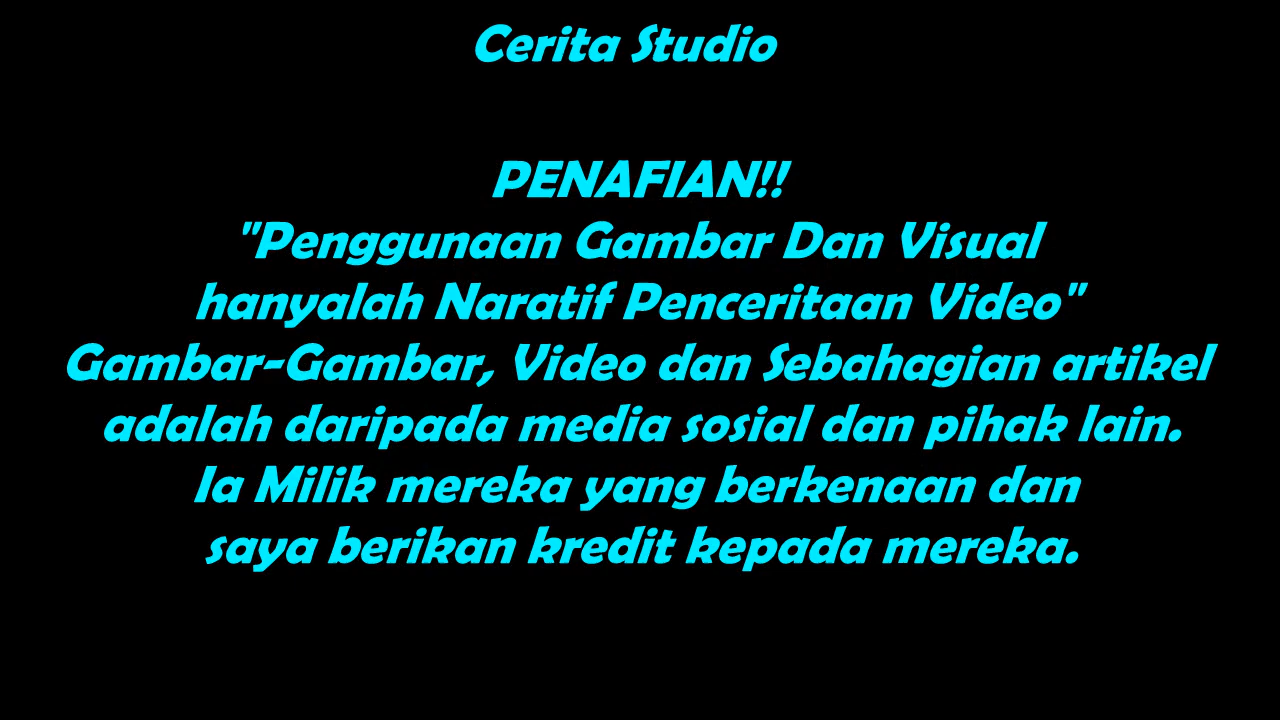 Cerita Studio
PENAFIAN!!
"Penggunaan Gambar Dan Visual
hanyalah Naratif Penceritaan Video"
Gambar-Gambar, Video dan Sebahagian artikel
adalah daripada media sosial dan pihak lain.
Ia Milik mereka yang berkenaan dan
saya berikan kredit kepada mereka.